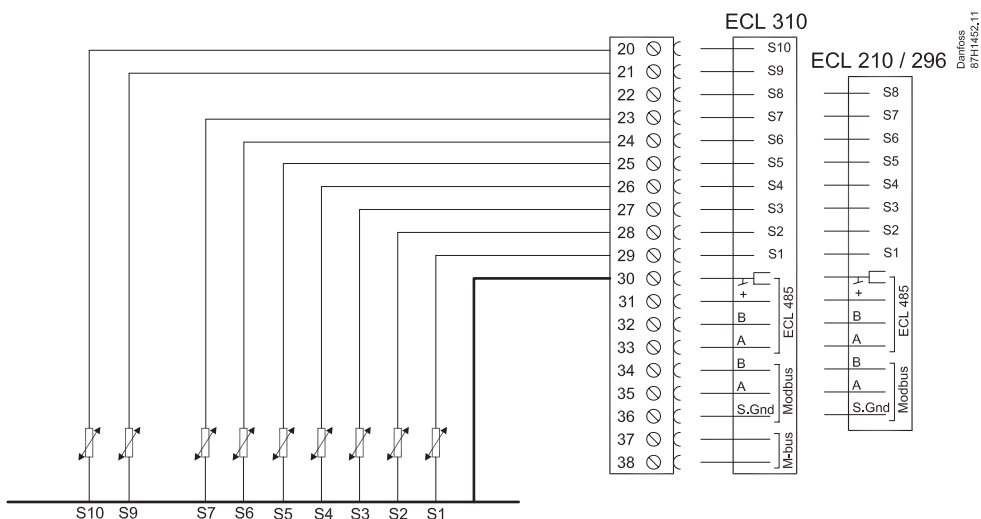 ECL 310
ECL 210 / 296
Danfoss
87H1452.11
20 S10
21 S9 S8
22 S8 S7
23 S7 S6
24 S6 S5
25 S5 S4
26 S4 S3
27 S3 S2
28 S2 S1
29 S1
30
31 + +
32 B B
33 A A
34 B B
35 A A
36 S.Gnd S.Gnd
37
38
ECL 485
Modbus
M-bus
ECL 485
Modbus
S10 S9 S7 S6 S5 S4 S3 S2 S1